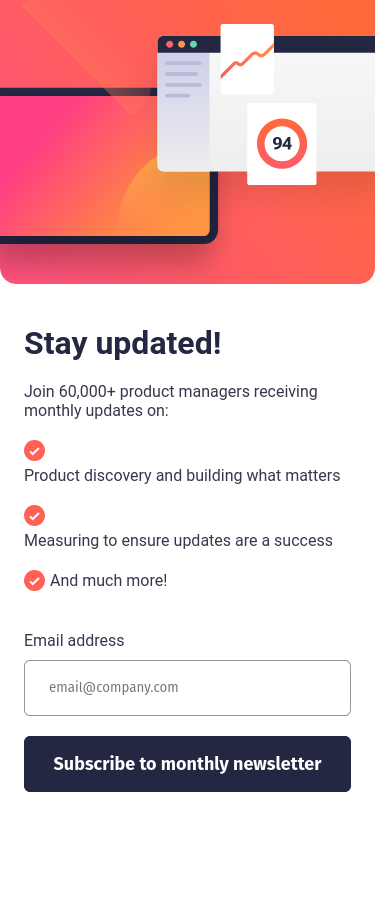 94
Stay updated!
Join 60,000+ product managers receiving
monthly updates on:
Product discovery and building what matters
Measuring to ensure updates are a success
And much more!
Email address
email@company.com
Subscribe to monthly newsletter